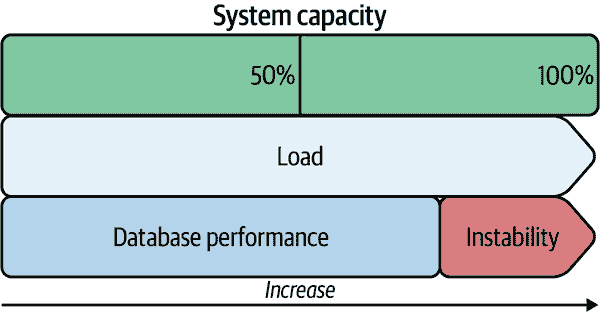 System capacity
50% 100%
Load
Database performance Instability
Increase